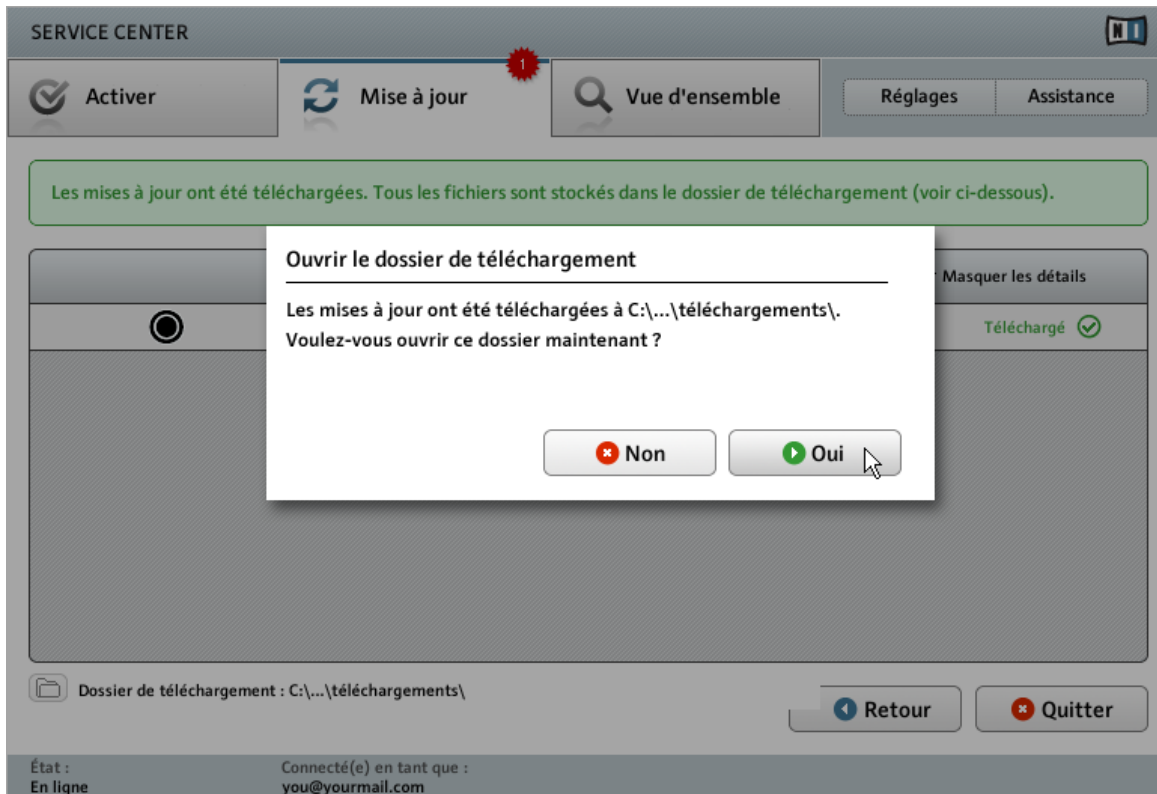 SERVICE CENTER
N I
Activer
Mise à jour
1
Vue d'ensemble
Réglages
Assistance
Les mises à jour ont été téléchargées. Tous les fichiers sont stockés dans le dossier de téléchargement (voir ci-dessous).
Ouvrir le dossier de téléchargement
Les mises à jour ont été téléchargées à C:\...\téléchargements\.
Voulez-vous ouvrir ce dossier maintenant ?
Non
Oui
Masquer les détails
Téléchargé
Dossier de téléchargement : C:\...\téléchargements\
Retour
Quitter
État :
Connecté(e) en tant que :
En ligne
you@yourmail.com